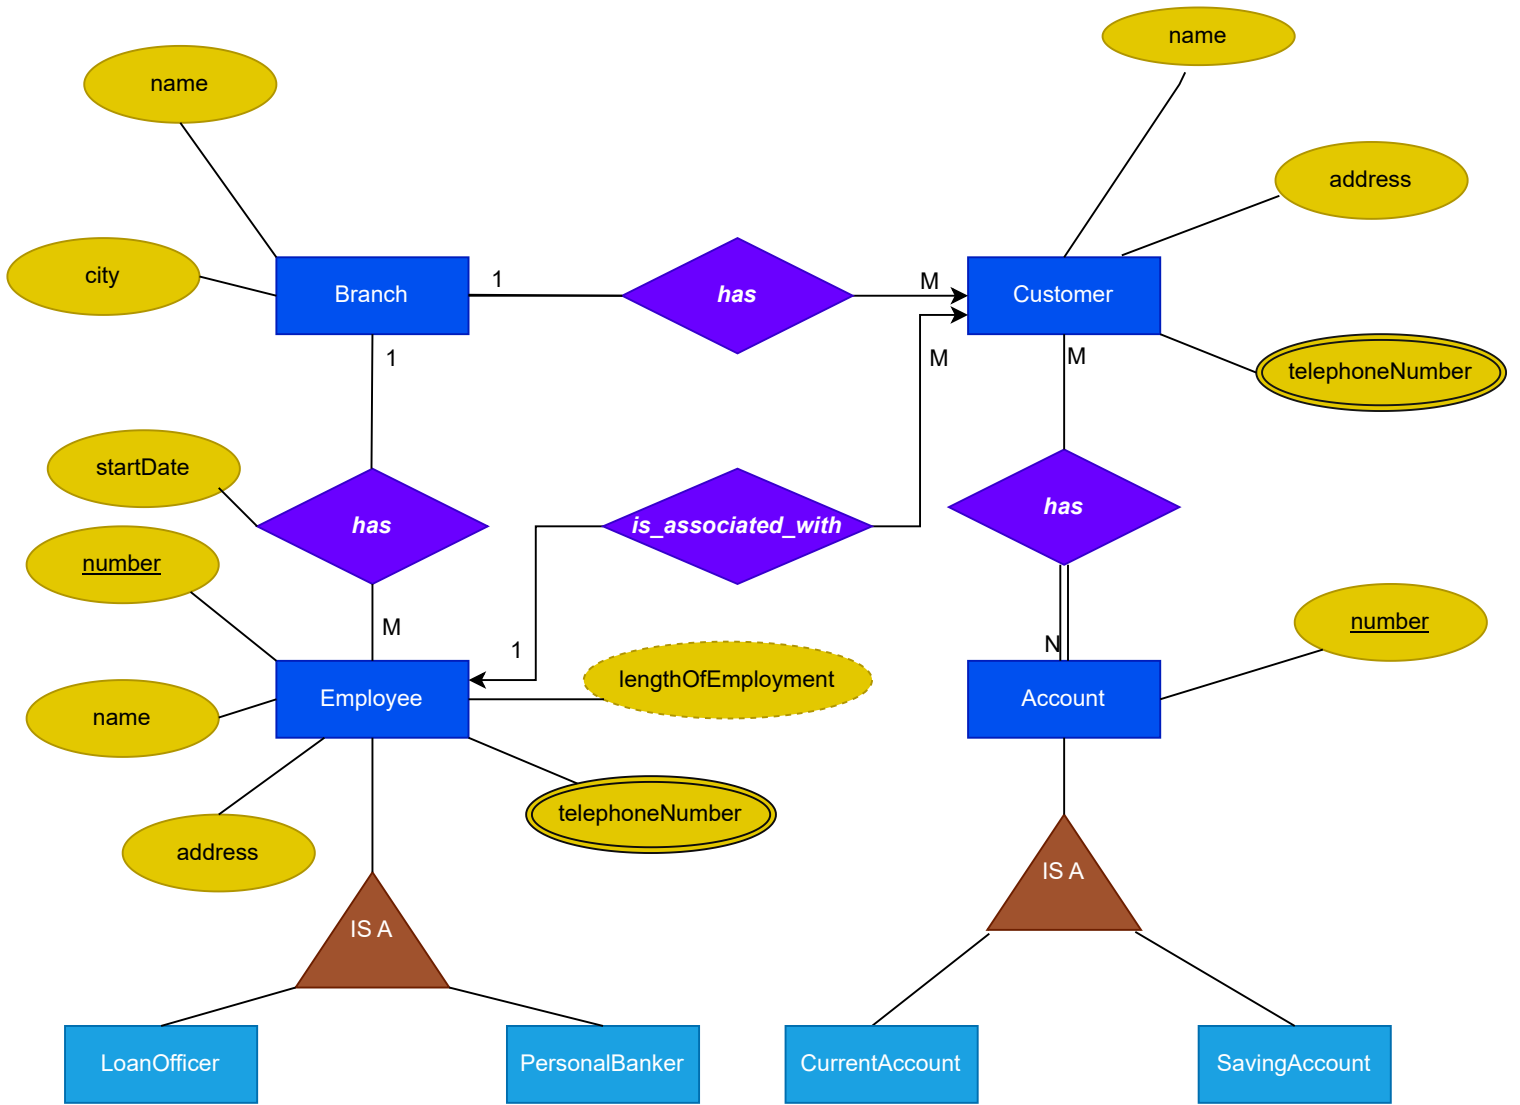 name
name
address
city
1
M
Branch
has
Customer
1
M
M
telephoneNumber
startDate
has
is_associated_with
has
number
M
1
N
number
Employee
lengthOfEmployment
Account
name
telephoneNumber
address
IS A
IS A
LoanOfficer
PersonalBanker
CurrentAccount
SavingAccount